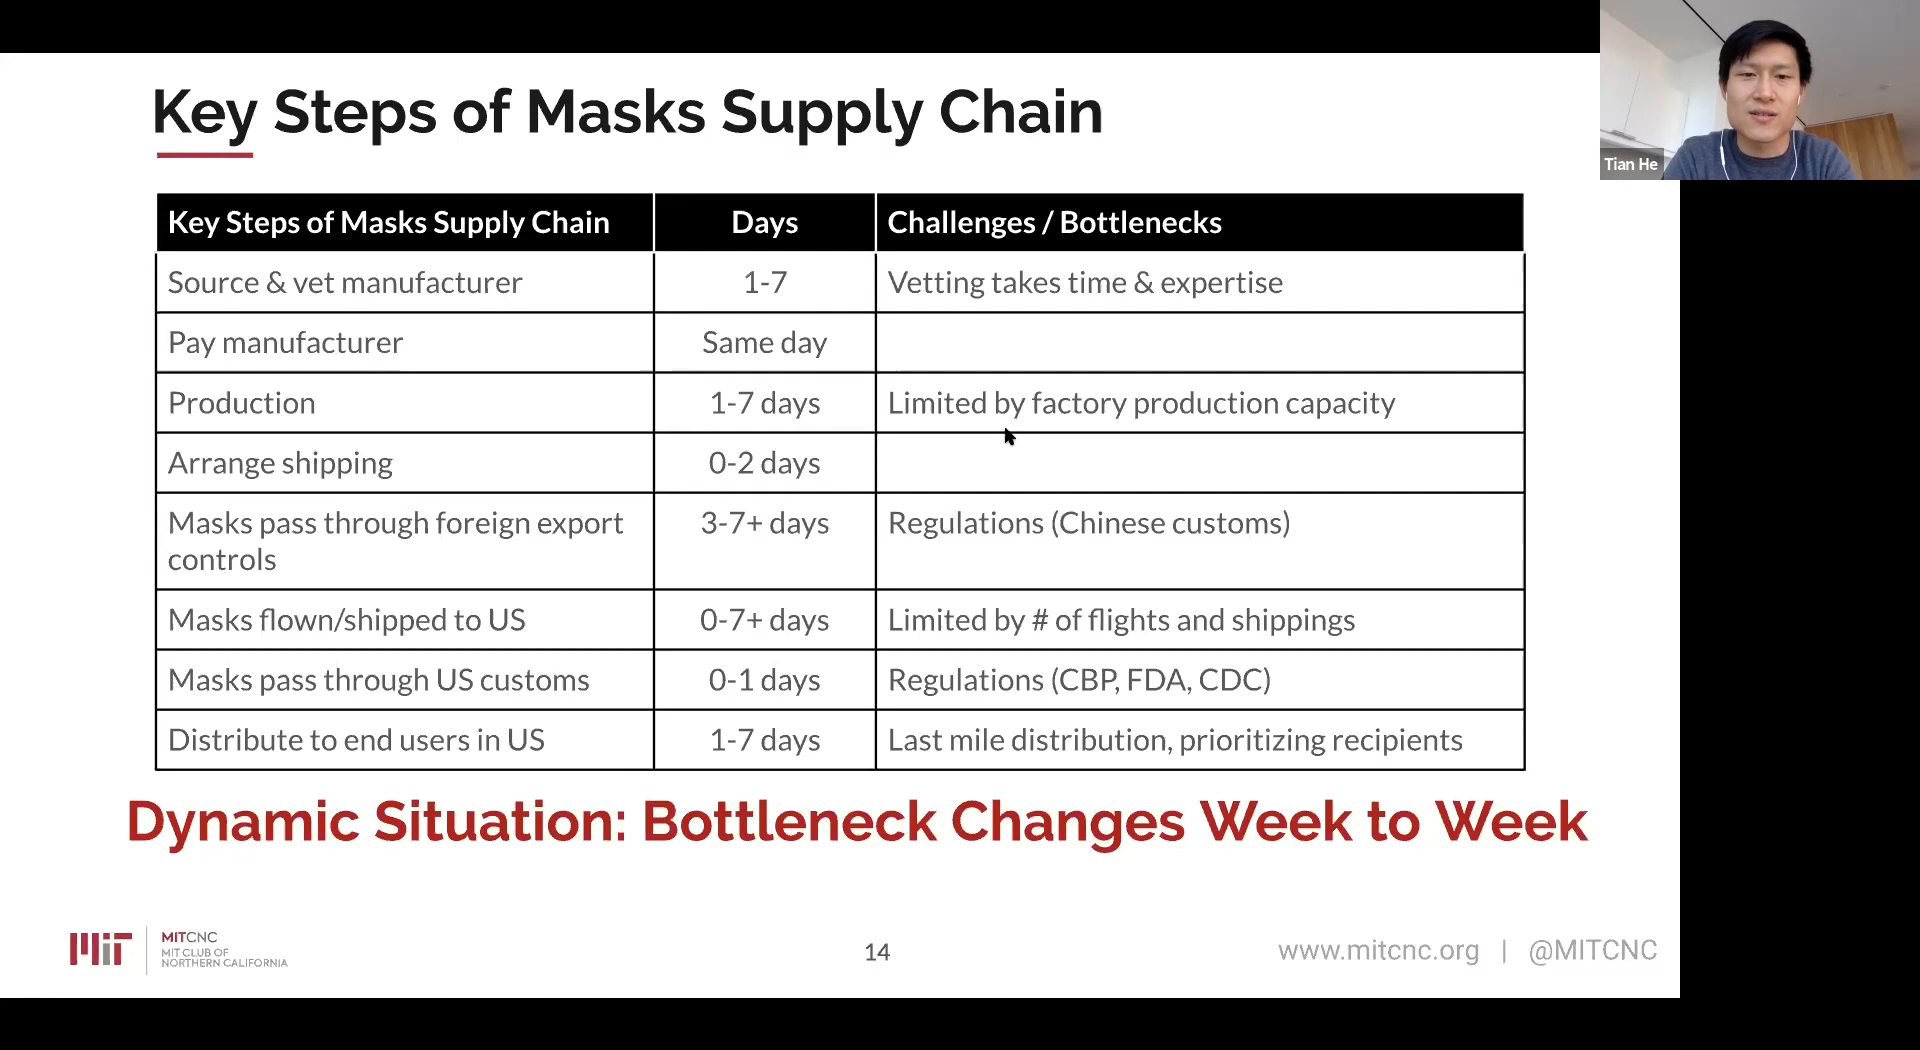 Key Steps of Masks Supply Chain
Tian He
Key Steps of Masks Supply Chain Days Challenges / Bottlenecks
Source & vet manufacturer 1-7 Vetting takes time & expertise
Pay manufacturer Same day
Production 1-7 days Limited by factory production capacity
Arrange shipping 0-2 days
Masks pass through foreign export 3-7+ days Regulations (Chinese customs)
controls
Masks flown/shipped to US 0-7+ days Limited by # of flights and shippings
Masks pass through US customs 0-1 days Regulations (CBP, FDA, CDC)
Distribute to end users in US 1-7 days Last mile distribution, prioritizing recipients
Dynamic Situation: Bottleneck Changes Week to Week
MIT
MITCNC
MIT CLUB OF
NORTHERN CALIFORNIA
14
www.mitcnc.org | @MITCNC